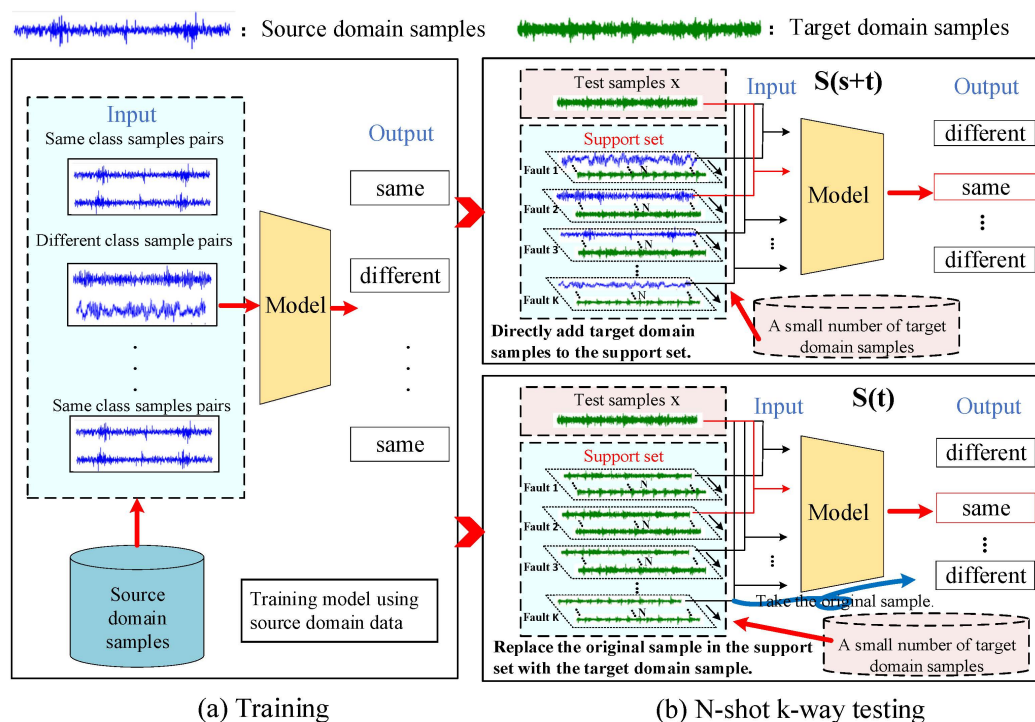 : Source domain samples
: Target domain samples
Input
Same class samples pairs
Different class sample pairs
Same class samples pairs
Model
Output
same
different
same
Source
domain
samples
Training model using
source domain data
(a) Training
Test samples x
Input
S(s+t)
Output
Support set
Fault 1
N
Fault 2
N
Fault 3
N
Fault K
N
Model
different
same
different
Directly add target domain
samples to the support set.
A small number of target
domain samples
Test samples x
Input
S(t)
Output
Support set
Fault 1
N
Fault 2
N
Fault 3
N
Fault K
N
Model
different
same
different
Take the original sample.
Replace the original sample in the support
set with the target domain sample.
A small number of target
domain samples
(b) N-shot k-way testing